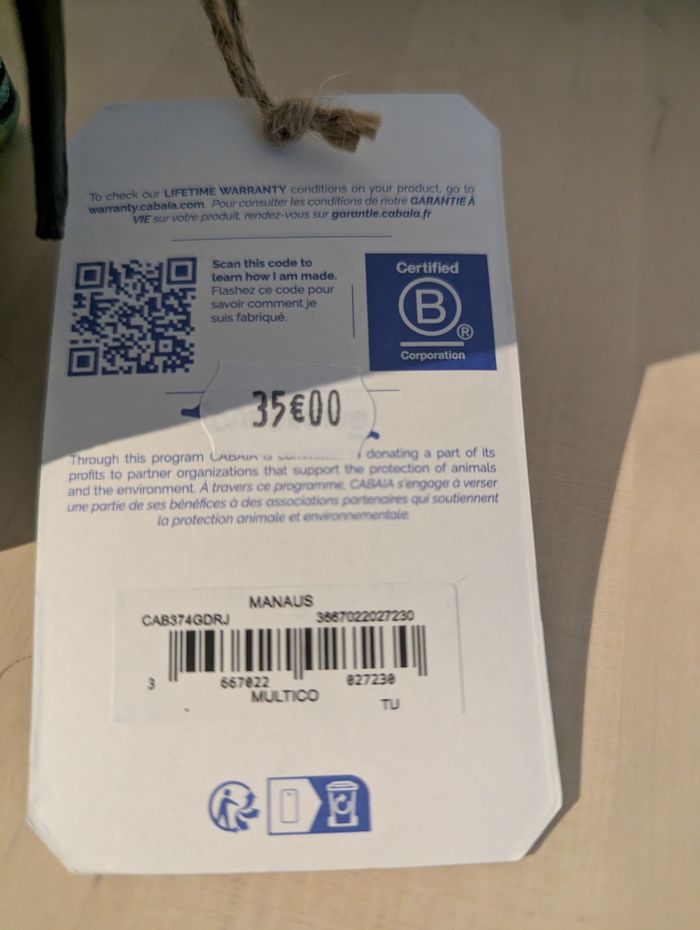 To check our LIFETIME WARRANTY conditions on your product, go to
warranty.cabaia.com. Pour consulter les conditions de notre GARANTIE À
VIE sur votre produit, rendez-vous sur garantie.cabaia.fr
Scan this code to
learn how I am made.
Flashez ce code pour
savoir comment je
suis fabriqué.
Certified
B
®
Corporation
35€00
Through this program CABAÏA is donating a part of its
profits to partner organizations that support the protection of animals
and the environment. À travers ce programme, CABAÏA s'engage à verser
une partie de ses bénéfices à des associations partenaires qui soutiennent
la protection animale et environnementale.
MANAUS
CAB374GDRJ 3667022027230
3 667022 027230
MULTICO
TU